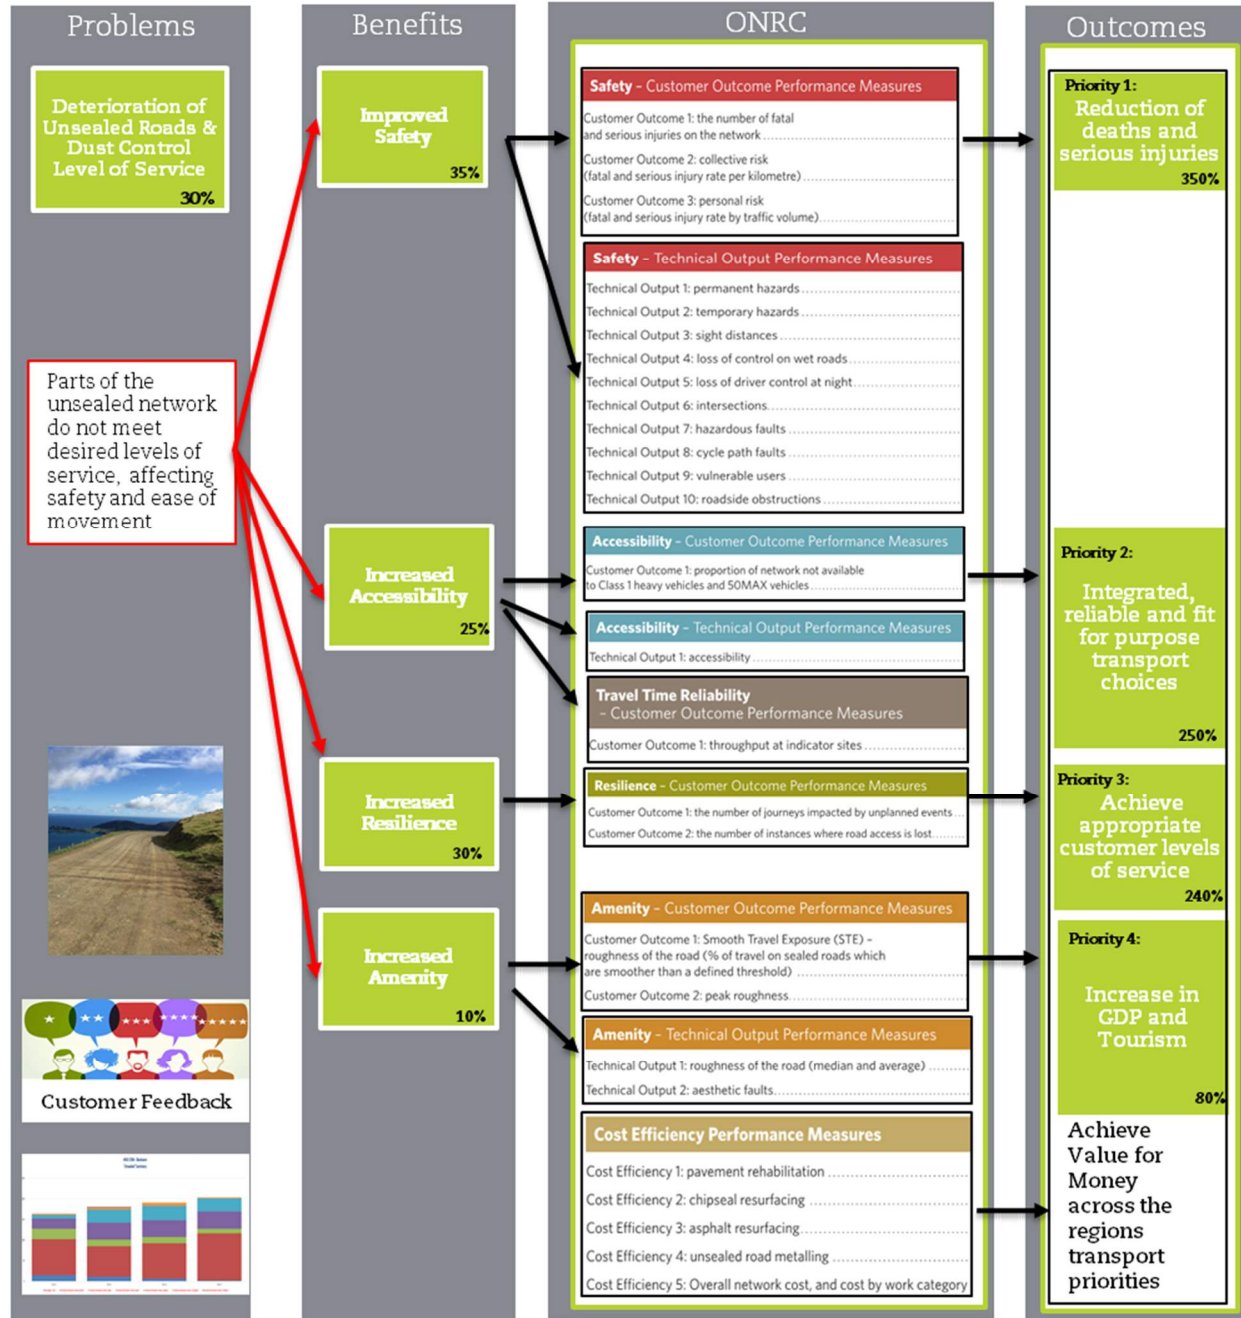 Problems
Deterioration of
Unsealed Roads &
Dust Control
Level of Service
30%
Parts of the
unsealed network
do not meet
desired levels of
service, affecting
safety and ease of
movement
Customer Feedback
Benefits
Improved
Safety
35%
Increased
Accessibility
25%
Increased
Resilience
30%
Increased
Amenity
10%
ONRC
Safety – Customer Outcome Performance Measures
Customer Outcome 1: the number of fatal
and serious injuries on the network
Customer Outcome 2: collective risk
(fatal and serious injury rate per kilometre)
Customer Outcome 3: personal risk
(fatal and serious injury rate by traffic volume)
Safety – Technical Output Performance Measures
Technical Output 1: permanent hazards
Technical Output 2: temporary hazards
Technical Output 3: sight distances
Technical Output 4: loss of control on wet roads
Technical Output 5: loss of driver control at night
Technical Output 6: intersections
Technical Output 7: hazardous faults
Technical Output 8: cycle path faults
Technical Output 9: vulnerable users
Technical Output 10: roadside obstructions
Accessibility – Customer Outcome Performance Measures
Customer Outcome 1: proportion of network not available
to Class 1 heavy vehicles and 50MAX vehicles
Accessibility – Technical Output Performance Measures
Technical Output 1: accessibility
Travel Time Reliability
– Customer Outcome Performance Measures
Customer Outcome 1: throughput at indicator sites
Resilience – Customer Outcome Performance Measures
Customer Outcome 1: the number of journeys impacted by unplanned events
Customer Outcome 2: the number of instances where road access is lost
Amenity – Customer Outcome Performance Measures
Customer Outcome 1: Smooth Travel Exposure (STE) –
roughness of the road (% of travel on sealed roads which
are smoother than a defined threshold)
Customer Outcome 2: peak roughness
Amenity – Technical Output Performance Measures
Technical Output 1: roughness of the road (median and average)
Technical Output 2: aesthetic faults
Cost Efficiency Performance Measures
Cost Efficiency 1: pavement rehabilitation
Cost Efficiency 2: chipseal resurfacing
Cost Efficiency 3: asphalt resurfacing
Cost Efficiency 4: unsealed road metalling
Cost Efficiency 5: Overall network cost, and cost by work category
Outcomes
Priority 1:
Reduction of
deaths and
serious injuries
350%
Priority 2:
Integrated,
reliable and fit
for purpose
transport
choices
250%
Priority 3:
Achieve
appropriate
customer levels
of service
240%
Priority 4:
Increase in
GDP and
Tourism
80%
Achieve
Value for
Money
across the
regions
transport
priorities